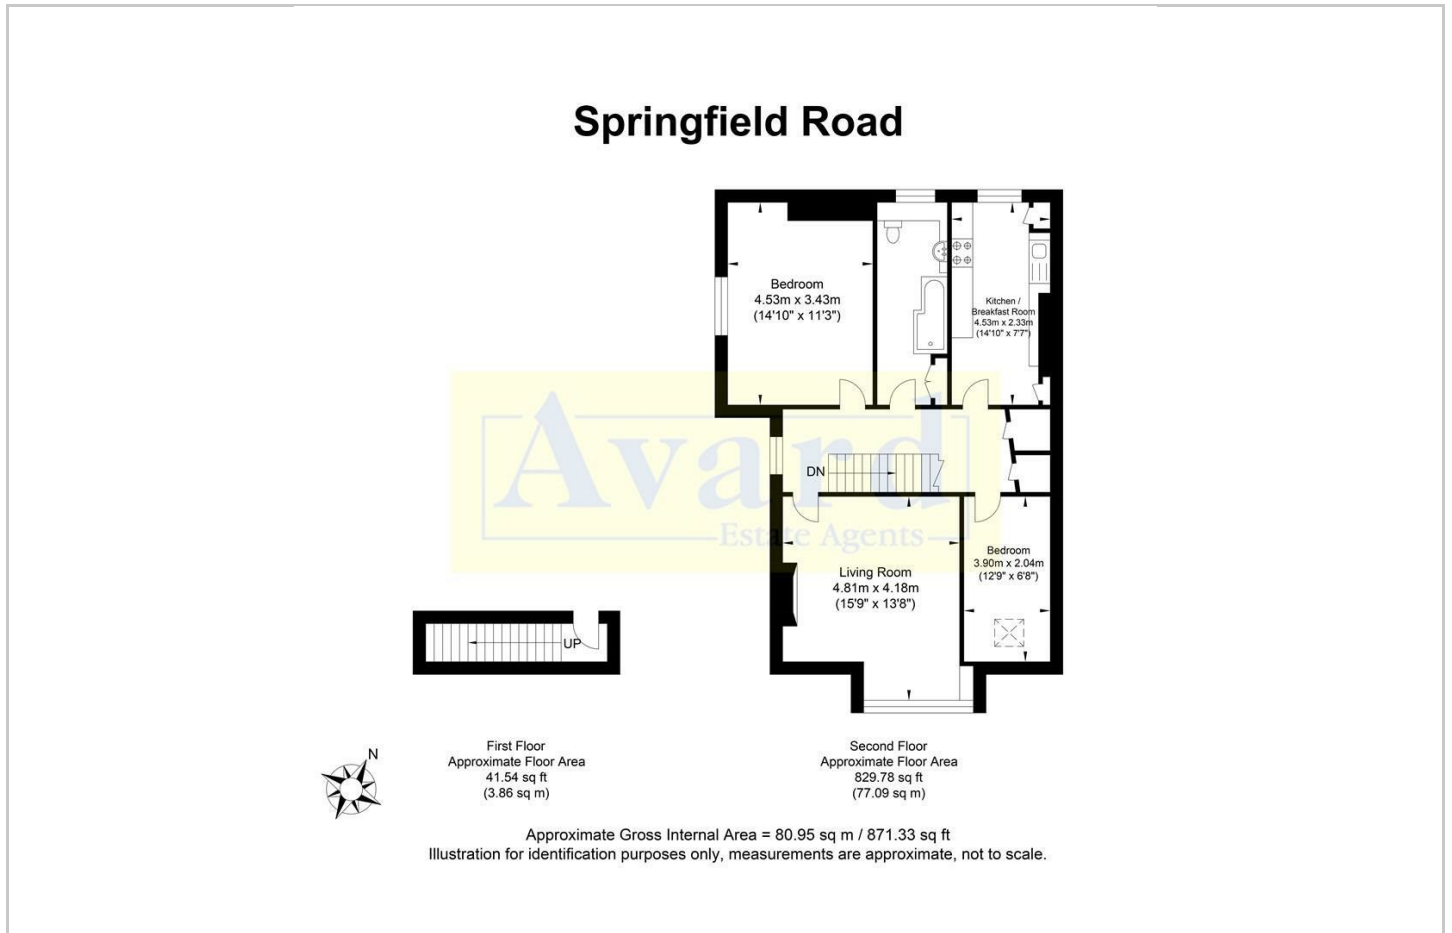 Springfield Road
Bedroom
4.53m x 3.43m
(14'10" x 11'3")
Kitchen /
Breakfast Room
4.53m x 2.33m
(14'10" x 7'7")
Avard
Estate Agents
DN
Living Room
4.81m x 4.18m
(15'9" x 13'8")
Bedroom
3.90m x 2.04m
(12'9" x 6'8")
UP
N
First Floor
Approximate Floor Area
41.54 sq ft
(3.86 sq m)
Second Floor
Approximate Floor Area
829.78 sq ft
(77.09 sq m)
Approximate Gross Internal Area = 80.95 sq m / 871.33 sq ft
Illustration for identification purposes only, measurements are approximate, not to scale.